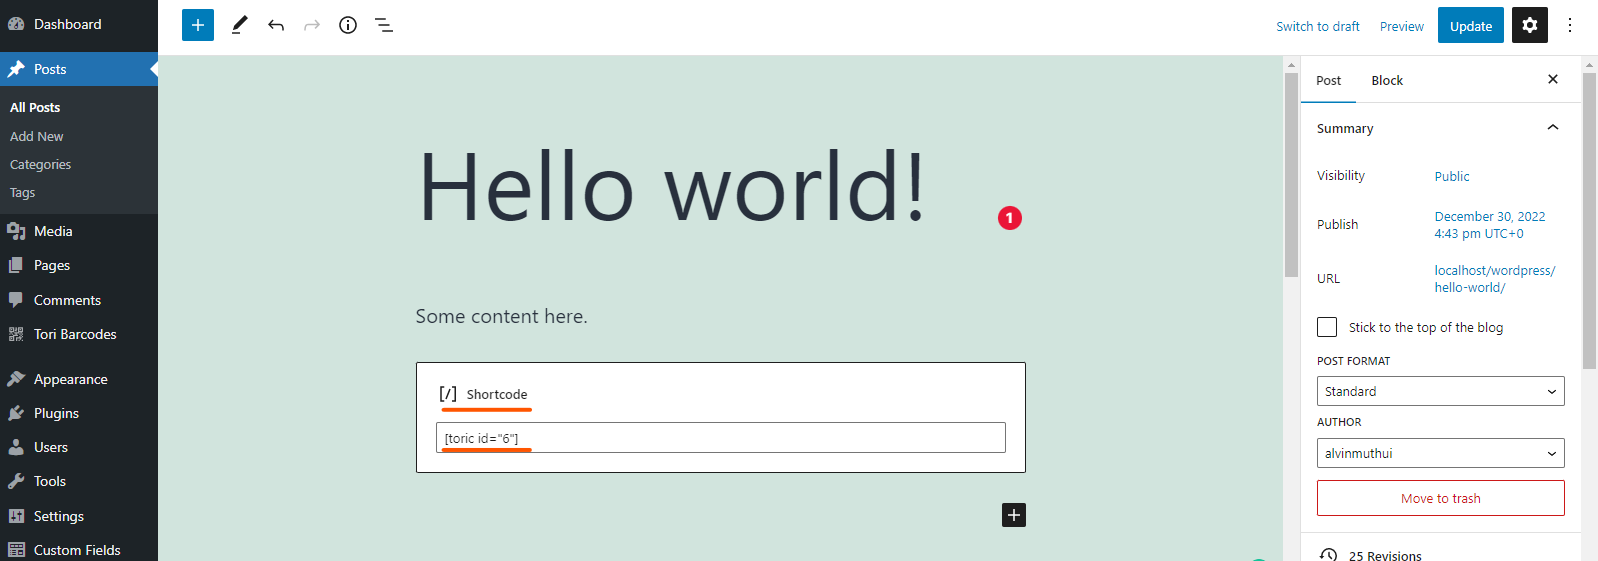 Dashboard
Posts
All Posts
Add New
Categories
Tags
Media
Pages
Comments
Tori Barcodes
Appearance
Plugins
Users
Tools
Settings
Custom Fields
Switch to draft
Preview
Update
Hello world!
1
Some content here.
[/] Shortcode
[toric id="6"]
Post
Block
Summary
Visibility
Public
Publish
December 30, 2022
4:43 pm UTC+0
URL
localhost/wordpress/
hello-world/
Stick to the top of the blog
POST FORMAT
Standard
AUTHOR
alvinmuthui
Move to trash
25 Revisions